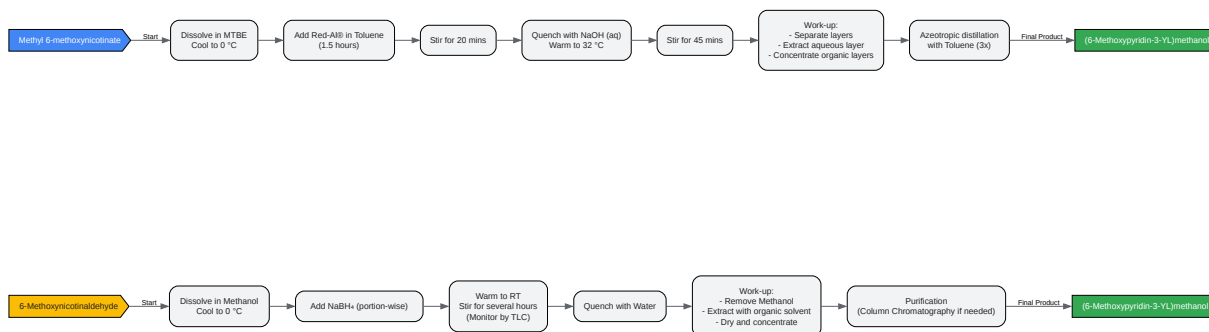 Methyl 6-methoxynicotinate
Start
Dissolve in MTBE
Cool to 0 °C
Add Red-Al® in Toluene
(1.5 hours)
Stir for 20 mins
Quench with NaOH (aq)
Warm to 32 °C
Stir for 45 mins
Work-up:
- Separate layers
- Extract aqueous layer
- Concentrate organic layers
Azeotropic distillation
with Toluene (3x)
Final Product
(6-Methoxypyridin-3-YL)methanol
6-Methoxynicotinaldehyde
Start
Dissolve in Methanol
Cool to 0 °C
Add NaBH₄ (portion-wise)
Warm to RT
Stir for several hours
(Monitor by TLC)
Quench with Water
Work-up:
- Remove Methanol
- Extract with organic solvent
- Dry and concentrate
Purification
(Column Chromatography if needed)
Final Product
(6-Methoxypyridin-3-YL)methanol